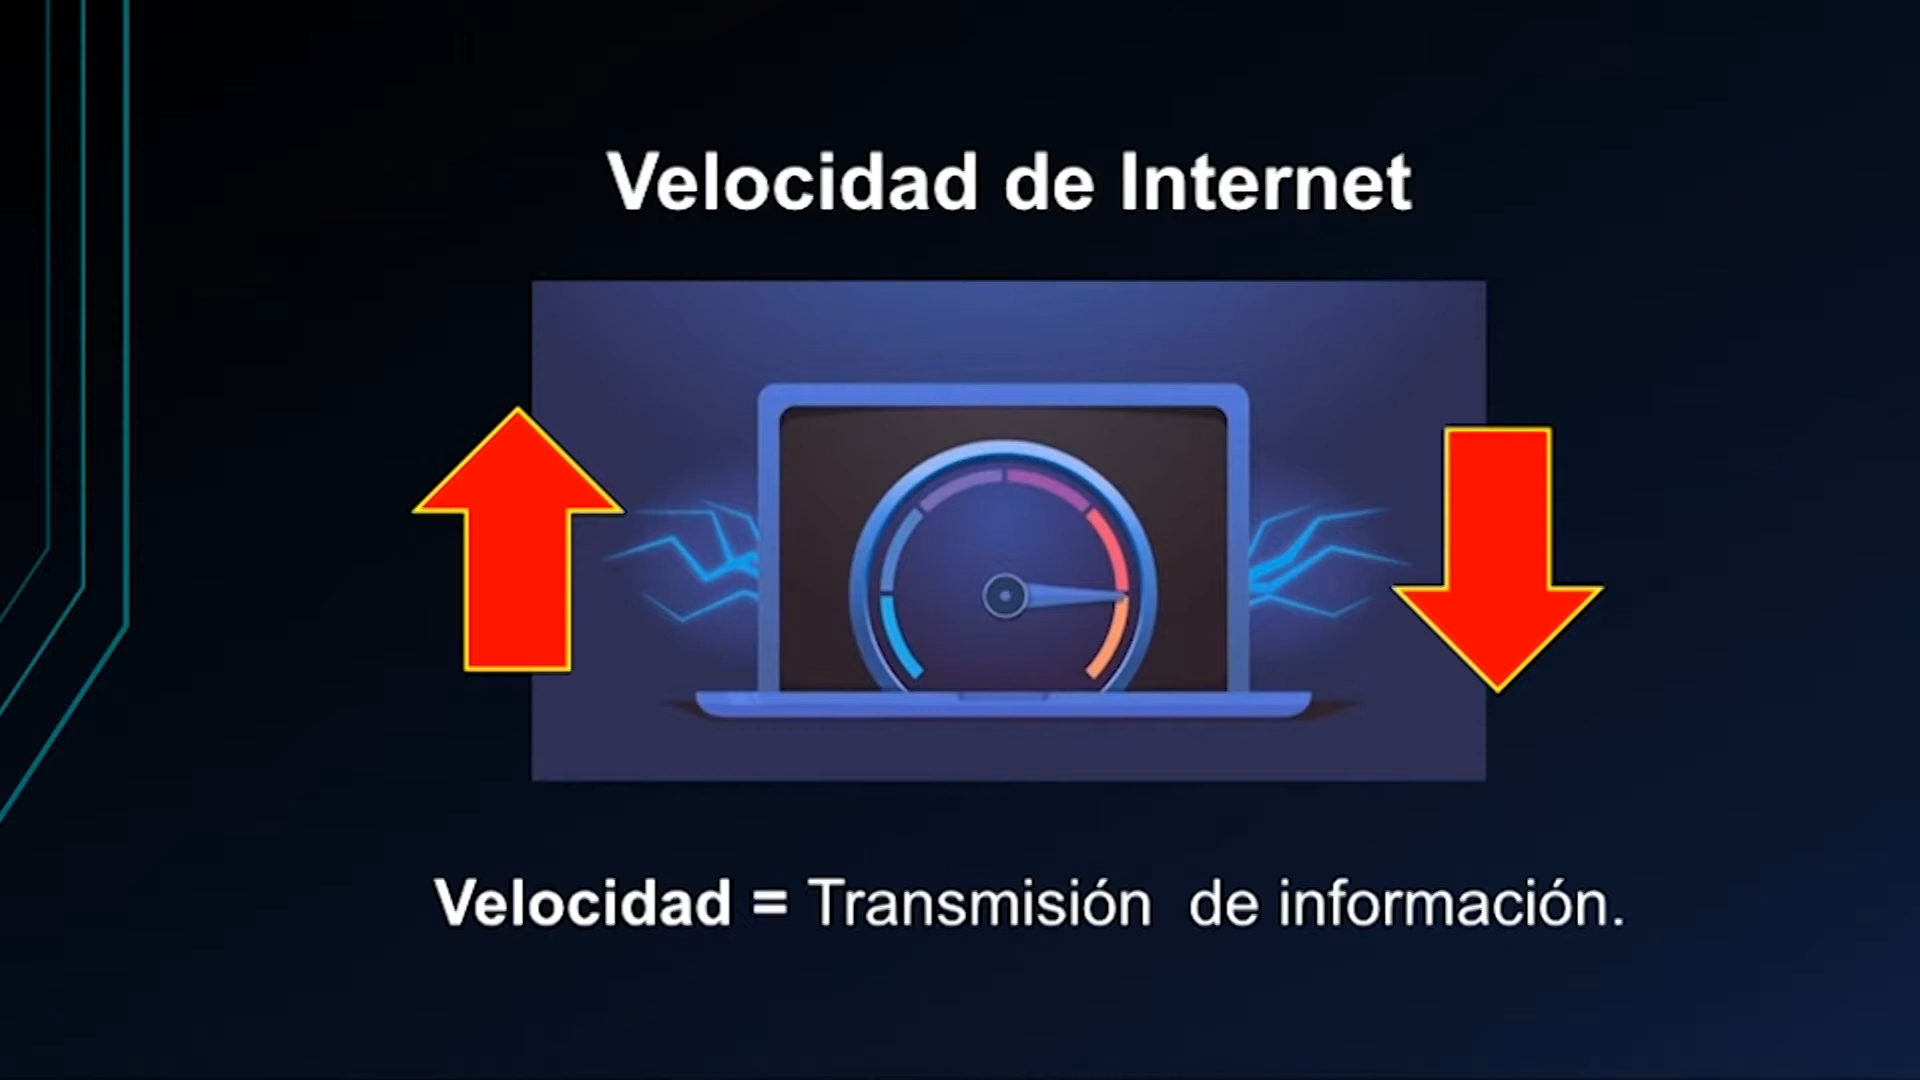 Velocidad de Internet
Velocidad = Transmisión de información.